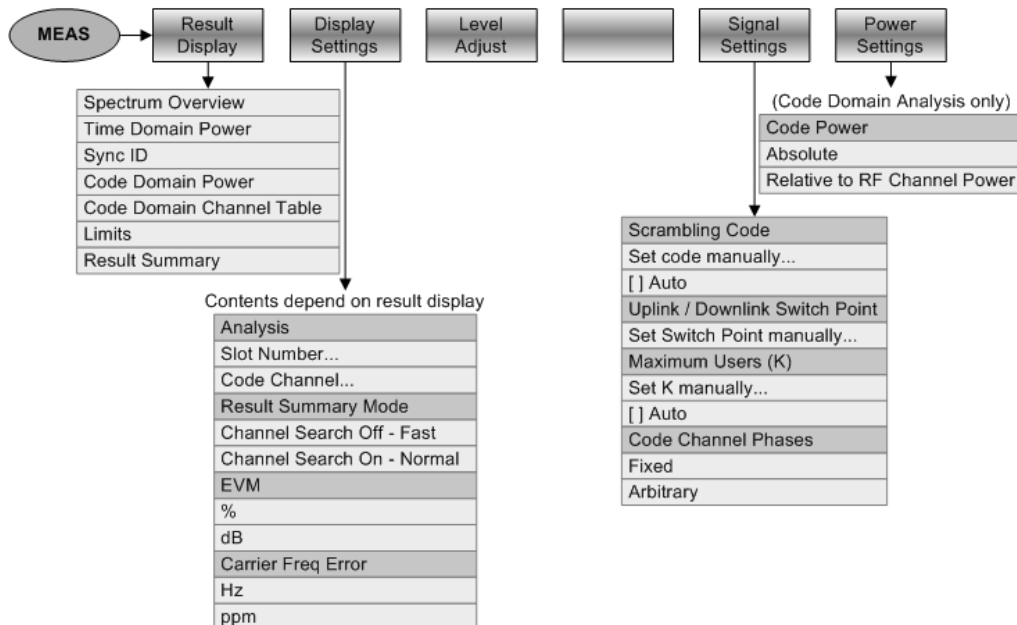 MEAS
Result
Display
Display
Settings
Level
Adjust
Signal
Settings
Power
Settings
Spectrum Overview
Time Domain Power
Sync ID
Code Domain Power
Code Domain Channel Table
Limits
Result Summary
Contents depend on result display
Analysis
Slot Number...
Code Channel...
Result Summary Mode
Channel Search Off - Fast
Channel Search On - Normal
EVM
%
dB
Carrier Freq Error
Hz
ppm
Scrambling Code
Set code manually...
[ ] Auto
Uplink / Downlink Switch Point
Set Switch Point manually...
Maximum Users (K)
Set K manually...
[ ] Auto
Code Channel Phases
Fixed
Arbitrary
(Code Domain Analysis only)
Code Power
Absolute
Relative to RF Channel Power